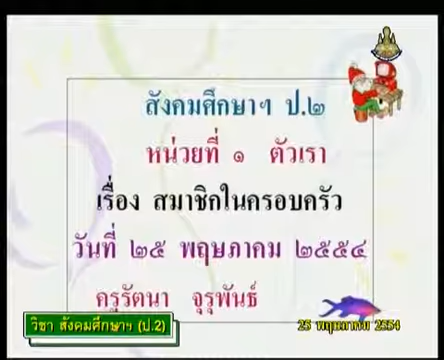 สังคมศึกษาฯ ป.๒
หน่วยที่ ๑ ตัวเรา
เรื่อง สมาชิกในครอบครัว
วันที่ ๒๕ พฤษภาคม ๒๕๕๔
ครูรัตนา จุรุพันธ์
วิชา สังคมศึกษาฯ (ป.2)
25 พฤษภาคม 2554